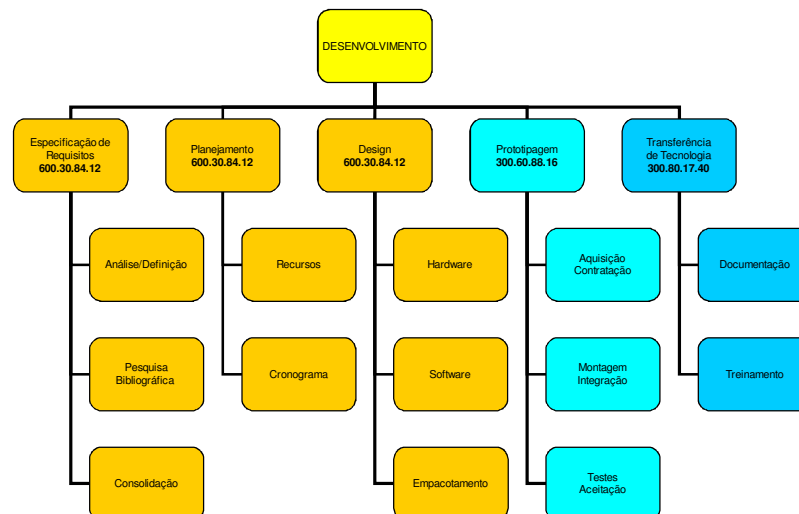 DESENVOLVIMENTO
Especificação de
Requisitos
600.30.84.12
Planejamento
600.30.84.12
Design
600.30.84.12
Prototipagem
300.60.88.16
Transferência
de Tecnologia
300.80.17.40
Análise/Definição
Recursos
Hardware
Aquisição
Contratação
Documentação
Pesquisa
Bibliográfica
Cronograma
Software
Montagem
Integração
Treinamento
Consolidação
Empacotamento
Testes
Aceitação